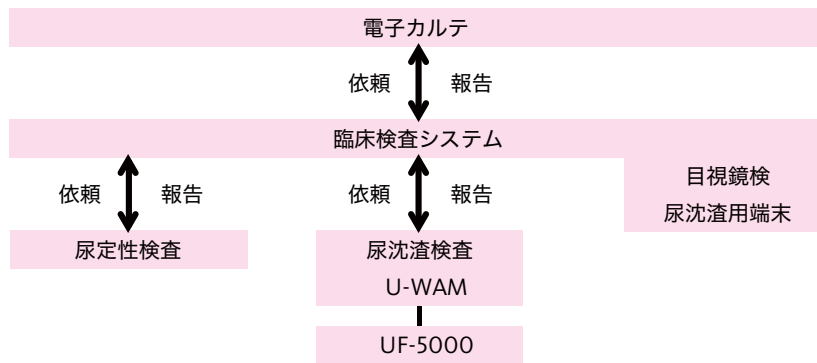 電子カルテ
依頼 報告
臨床検査システム
依頼 報告
依頼 報告
目視鏡検
尿沈渣用端末
尿定性検査
尿沈渣検査
U-WAM
UF-5000